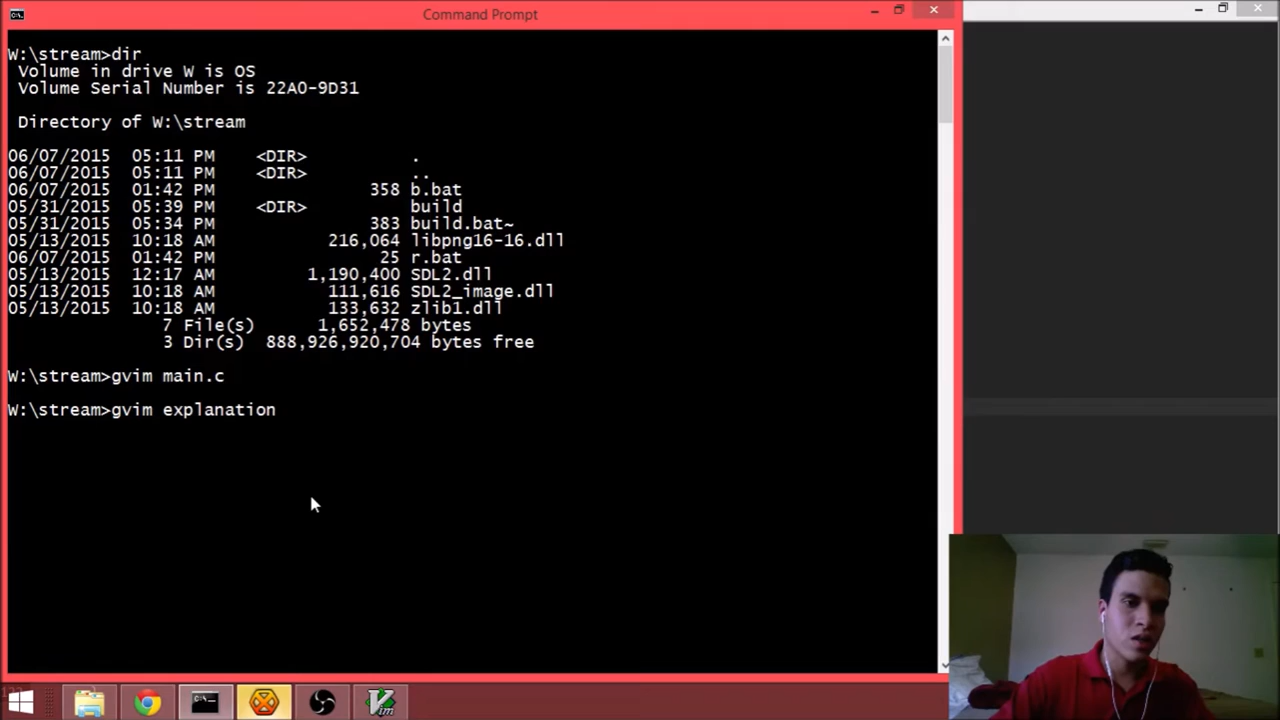 Command Prompt
W:\stream>dir
Volume in drive W is OS
Volume Serial Number is 22A0-9D31
Directory of W:\stream
06/07/2015 05:11 PM <DIR> .
06/07/2015 05:11 PM <DIR> ..
06/07/2015 01:42 PM 358 b.bat
05/31/2015 05:39 PM <DIR> build
05/31/2015 05:34 PM 383 build.bat~
05/13/2015 10:18 AM 216,064 libpng16-16.dll
06/07/2015 01:42 PM 25 r.bat
05/13/2015 12:17 AM 1,190,400 SDL2.dll
05/13/2015 10:18 AM 111,616 SDL2_image.dll
05/13/2015 10:18 AM 133,632 zlib1.dll
7 File(s) 1,652,478 bytes
3 Dir(s) 888,926,920,704 bytes free
W:\stream>gvim main.c
W:\stream>gvim explanation
C:\_
Vim